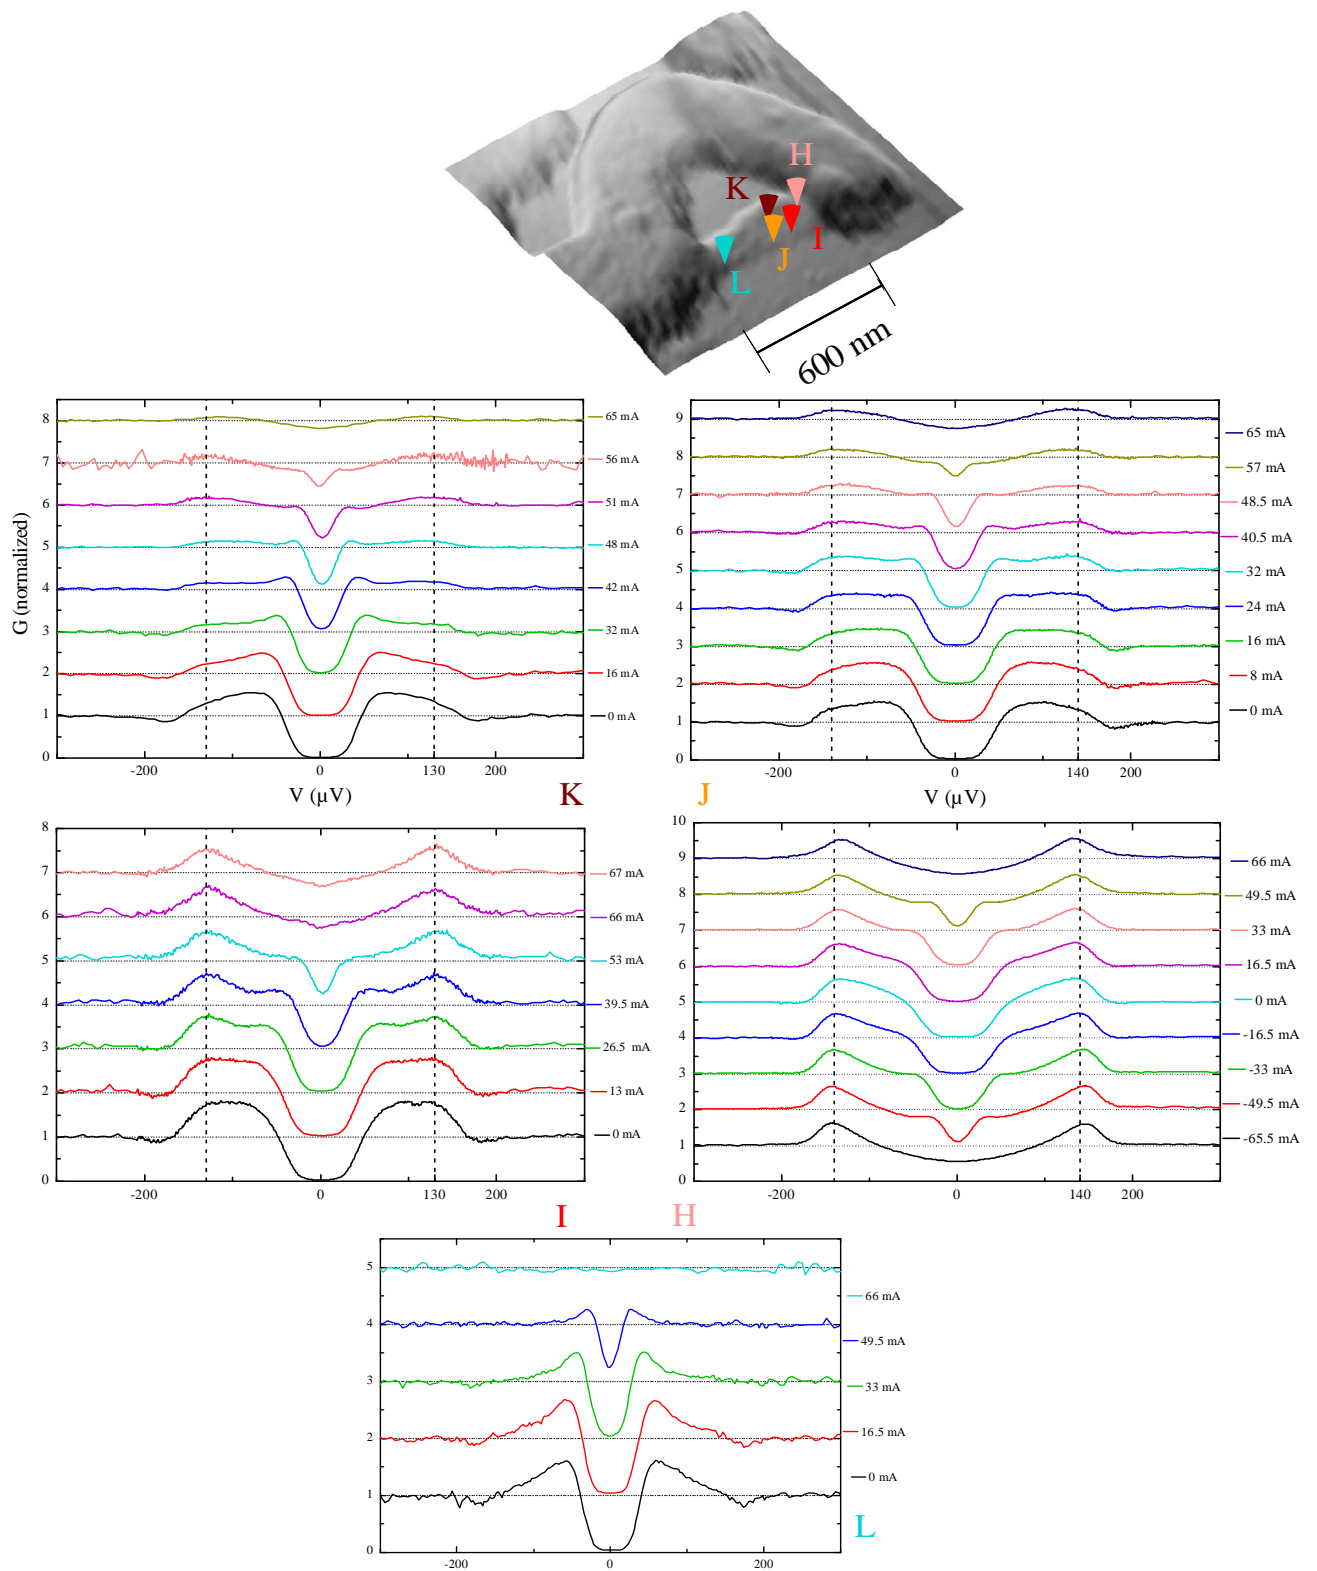 H
K
I
J
L
600 nm
G (normalized)
8
7
6
5
4
3
2
1
0
65 mA
56 mA
51 mA
48 mA
42 mA
32 mA
16 mA
0 mA
-200
0
130
200
V (µV)
K
9
8
7
6
5
4
3
2
1
0
65 mA
57 mA
48.5 mA
40.5 mA
32 mA
24 mA
16 mA
8 mA
0 mA
-200
0
140
200
V (µV)
J
8
7
6
5
4
3
2
1
0
67 mA
66 mA
53 mA
39.5 mA
26.5 mA
13 mA
0 mA
-200
0
130
200
I
10
9
8
7
6
5
4
3
2
1
0
66 mA
49.5 mA
33 mA
16.5 mA
0 mA
-16.5 mA
-33 mA
-49.5 mA
-65.5 mA
-200
0
140
200
H
5
4
3
2
1
0
66 mA
49.5 mA
33 mA
16.5 mA
0 mA
-200
0
200
L